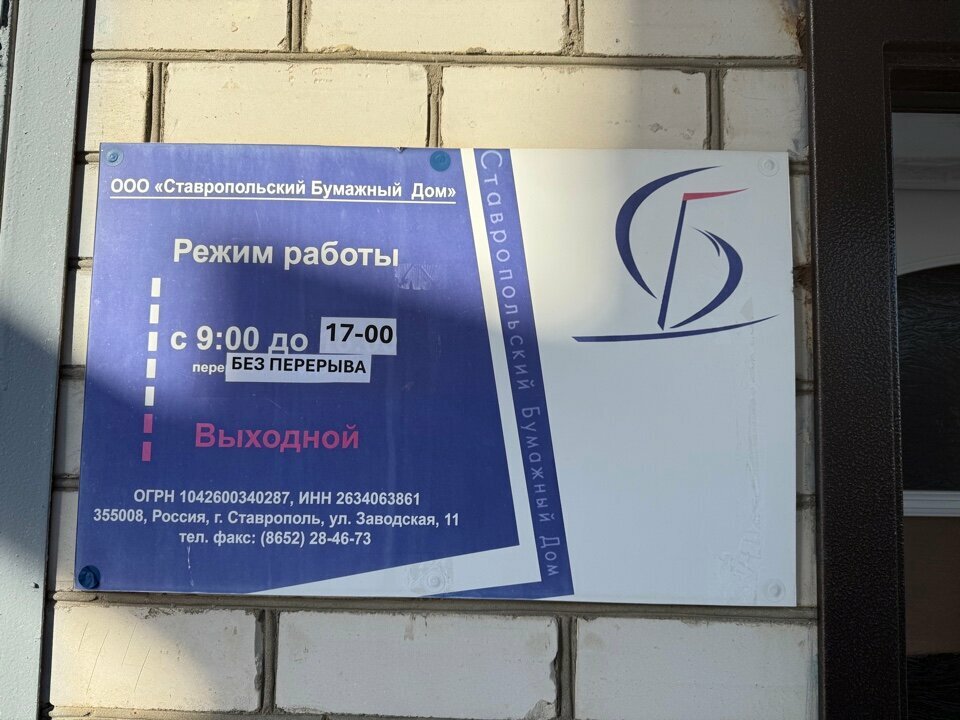 ООО «Ставропольский Бумажный Дом»
Режим работы
с 9:00 до 17-00
пере БЕЗ ПЕРЕРЫВА
Выходной
ОГРН 1042600340287, ИНН 2634063861
355008, Россия, г. Ставрополь, ул. Заводская, 11
тел. факс: (8652) 28-46-73
Ставропольский Бумажный Дом